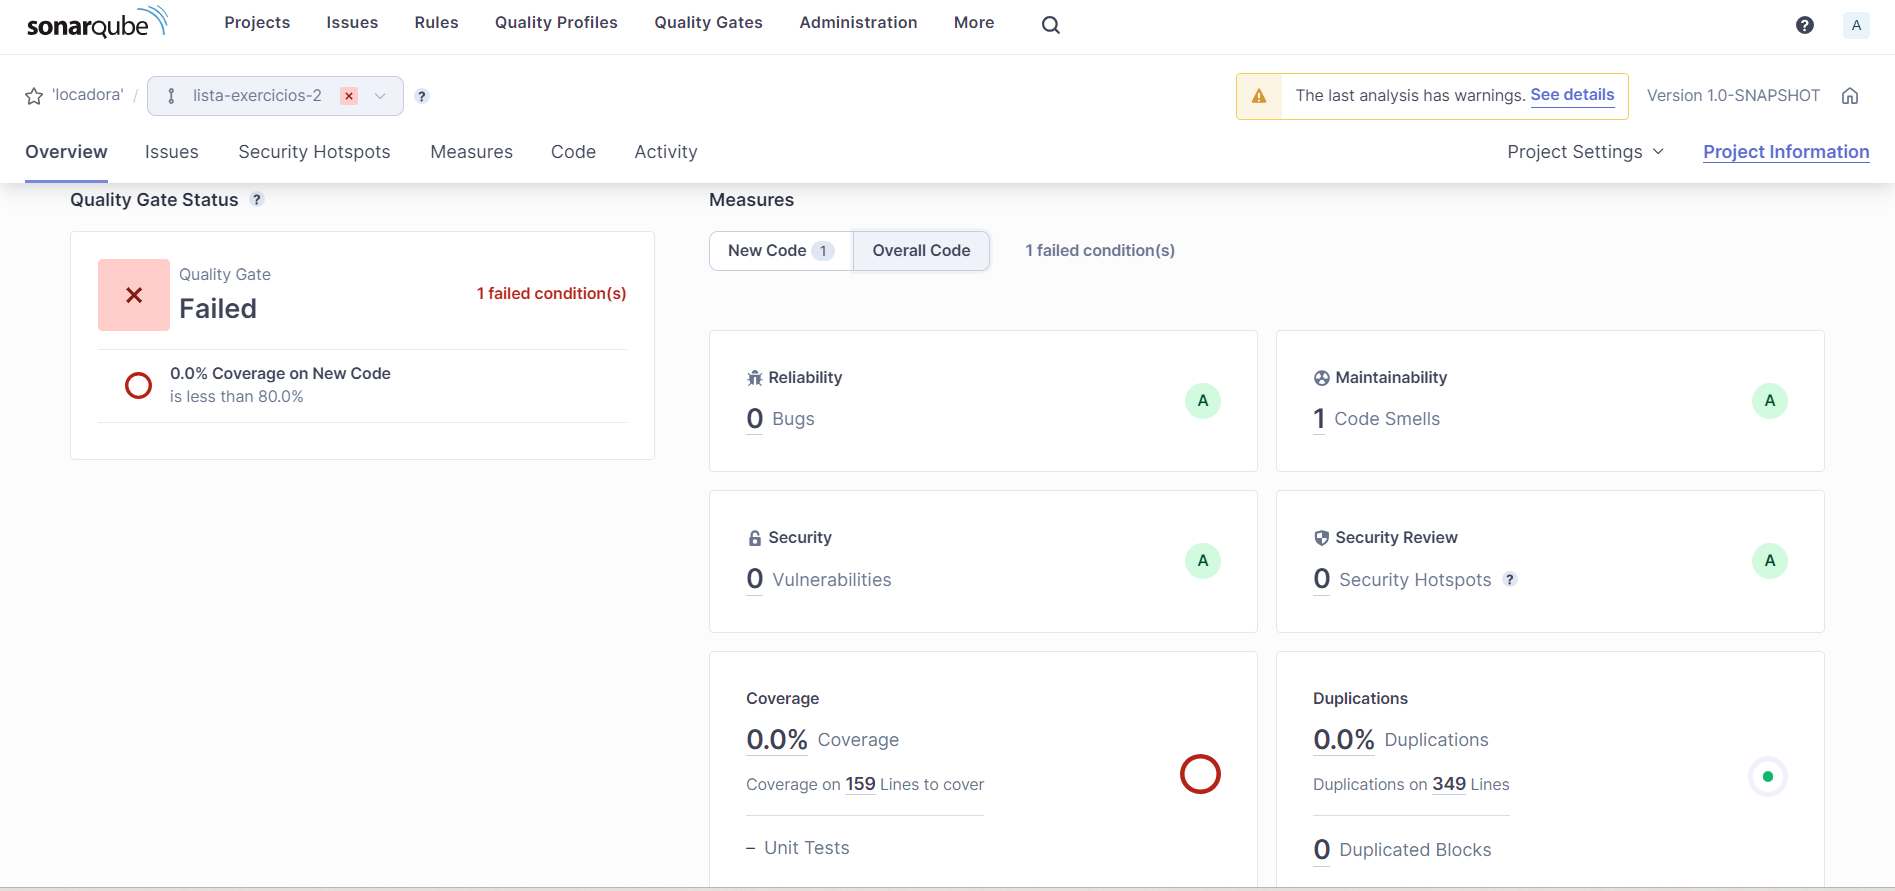 sonarqube Projects Issues Rules Quality Profiles Quality Gates Administration More ? A
'locadora' / lista-exercicios-2 ? The last analysis has warnings. See details Version 1.0-SNAPSHOT
Overview Issues Security Hotspots Measures Code Activity Project Settings Project Information
Quality Gate Status ?
Quality Gate
Failed
1 failed condition(s)
0.0% Coverage on New Code
is less than 80.0%
Measures
New Code 1 Overall Code 1 failed condition(s)
Reliability
0 Bugs
A
Maintainability
1 Code Smells
A
Security
0 Vulnerabilities
A
Security Review
0 Security Hotspots ?
A
Coverage
0.0% Coverage
Coverage on 159 Lines to cover
– Unit Tests
Duplications
0.0% Duplications
Duplications on 349 Lines
0 Duplicated Blocks